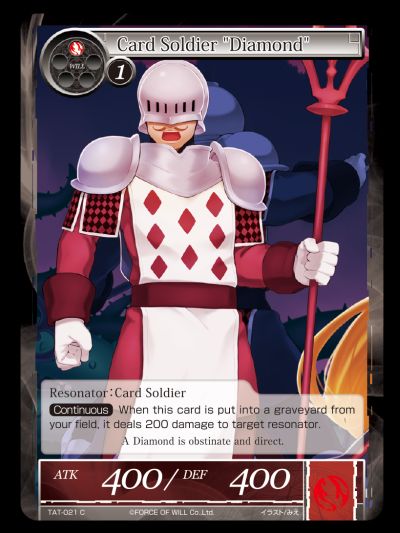 Card Soldier "Diamond"
WILL
1
Resonator:Card Soldier
Continuous When this card is put into a graveyard from
your field, it deals 200 damage to target resonator.
A Diamond is obstinate and direct.
ATK 400/ DEF 400
TAT-021 C ©FORCE OF WILL Co.,Ltd. イラスト/みえ